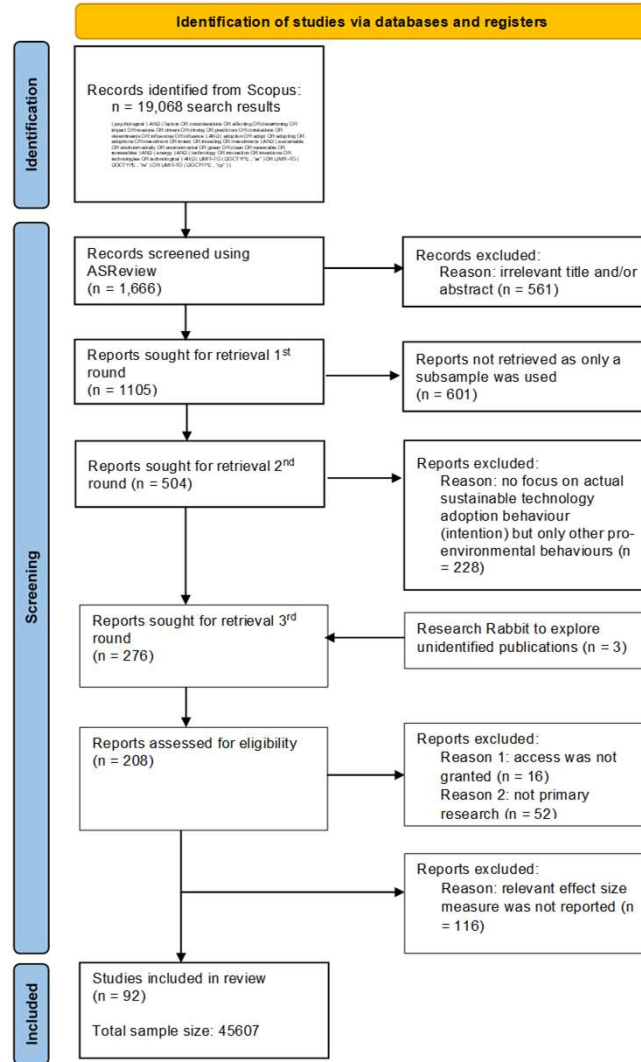 Identification of studies via databases and registers
Identification
Records identified from Scopus:
n = 19,068 search results
Screening
Records screened using
ASReview
(n = 1,666)
Records excluded:
Reason: irrelevant title and/or
abstract (n = 561)
Reports sought for retrieval 1st
round
(n = 1105)
Reports not retrieved as only a
subsample was used
(n = 601)
Reports sought for retrieval 2nd
round (n = 504)
Reports excluded:
Reason: no focus on actual
sustainable technology
adoption behaviour
(intention) but only other pro-
environmental behaviours (n
= 228)
Reports sought for retrieval 3rd
round
(n = 276)
Research Rabbit to explore
unidentified publications (n = 3)
Reports assessed for eligibility
(n = 208)
Reports excluded:
Reason 1: access was not
granted (n = 16)
Reason 2: not primary
research (n = 52)
Reports excluded:
Reason: relevant effect size
measure was not reported (n
= 116)
Included
Studies included in review
(n = 92)
Total sample size: 45607